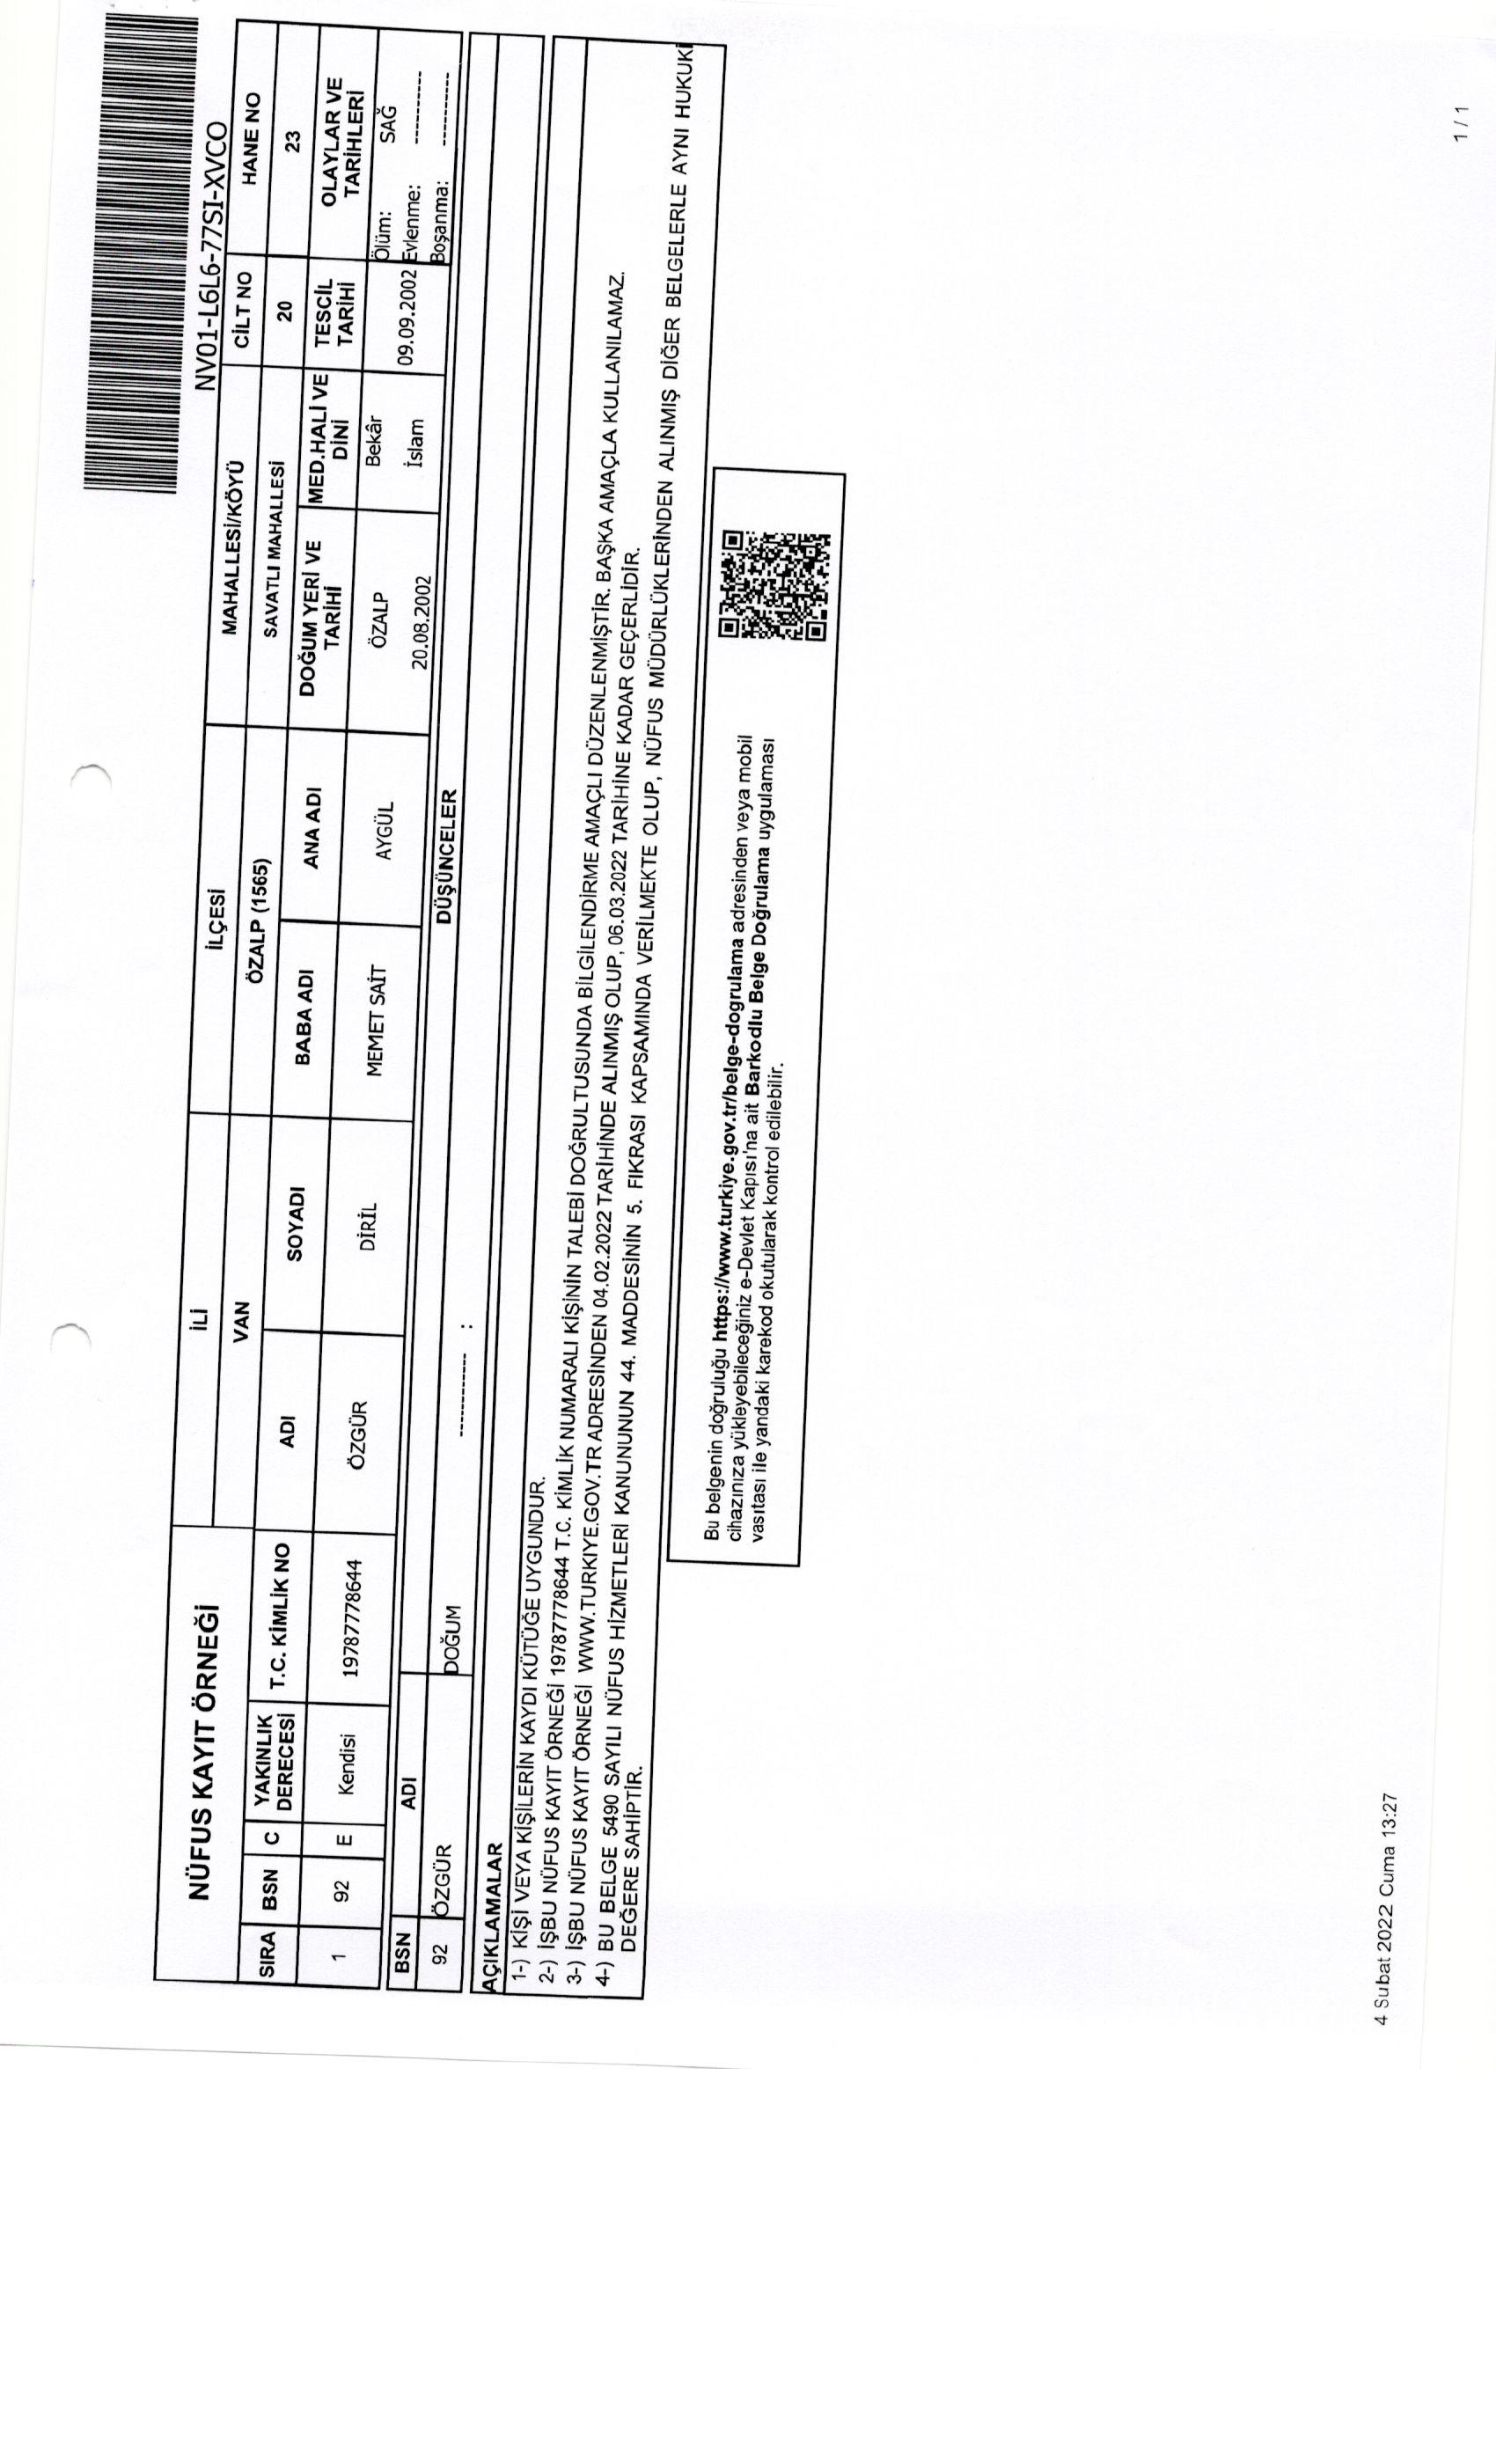 NV01-L6L6-77SI-XVCO
NÜFUS KAYIT ÖRNEĞİ
İLİ İLÇESİ MAHALLESİ/KÖYÜ CİLT NO HANE NO
VAN ÖZALP (1565) SAVATLI MAHALLESİ 20 23
SIRA BSN C YAKINLIK DERECESİ T.C. KİMLİK NO ADI SOYADI BABA ADI ANA ADI DOĞUM YERİ VE TARİHİ MED.HALİ VE DİNİ TESCİL TARİHİ OLAYLAR VE TARİHLERİ
1 92 E Kendisi 19787778644 ÖZGÜR DİRİL MEMET SAİT AYGÜL ÖZALP 20.08.2002 Bekâr İslam 09.09.2002 Ölüm: SAĞ
Evlenme: ----------
Boşanma: ----------
BSN ADI DÜŞÜNCELER
92 ÖZGÜR DOĞUM ----------- :
AÇIKLAMALAR
1-) KİŞİ VEYA KİŞİLERİN KAYDI KÜTÜĞE UYGUNDUR.
2-) İŞBU NÜFUS KAYIT ÖRNEĞİ 19787778644 T.C. KİMLİK NUMARALI KİŞİNİN TALEBİ DOĞRULTUSUNDA BİLGİLENDİRME AMAÇLI DÜZENLENMİŞTİR. BAŞKA AMAÇLA KULLANILAMAZ.
3-) İŞBU NÜFUS KAYIT ÖRNEĞİ WWW.TURKIYE.GOV.TR ADRESİNDEN 04.02.2022 TARİHİNDE ALINMIŞ OLUP, 06.03.2022 TARİHİNE KADAR GEÇERLİDİR.
4-) BU BELGE 5490 SAYILI NÜFUS HİZMETLERİ KANUNUNUN 44. MADDESİNİN 5. FIKRASI KAPSAMINDA VERİLMEKTE OLUP, NÜFUS MÜDÜRLÜKLERİNDEN ALINMIŞ DİĞER BELGELERLE AYNI HUKUKİ
DEĞERE SAHİPTİR.
Bu belgenin doğruluğu https://www.turkiye.gov.tr/belge-dogrulama adresinden veya mobil
cihazınıza yükleyebileceğiniz e-Devlet Kapısı'na ait Barkodlu Belge Doğrulama uygulaması
vasıtası ile yandaki karekod okutularak kontrol edilebilir.
4 Subat 2022 Cuma 13:27
1 / 1